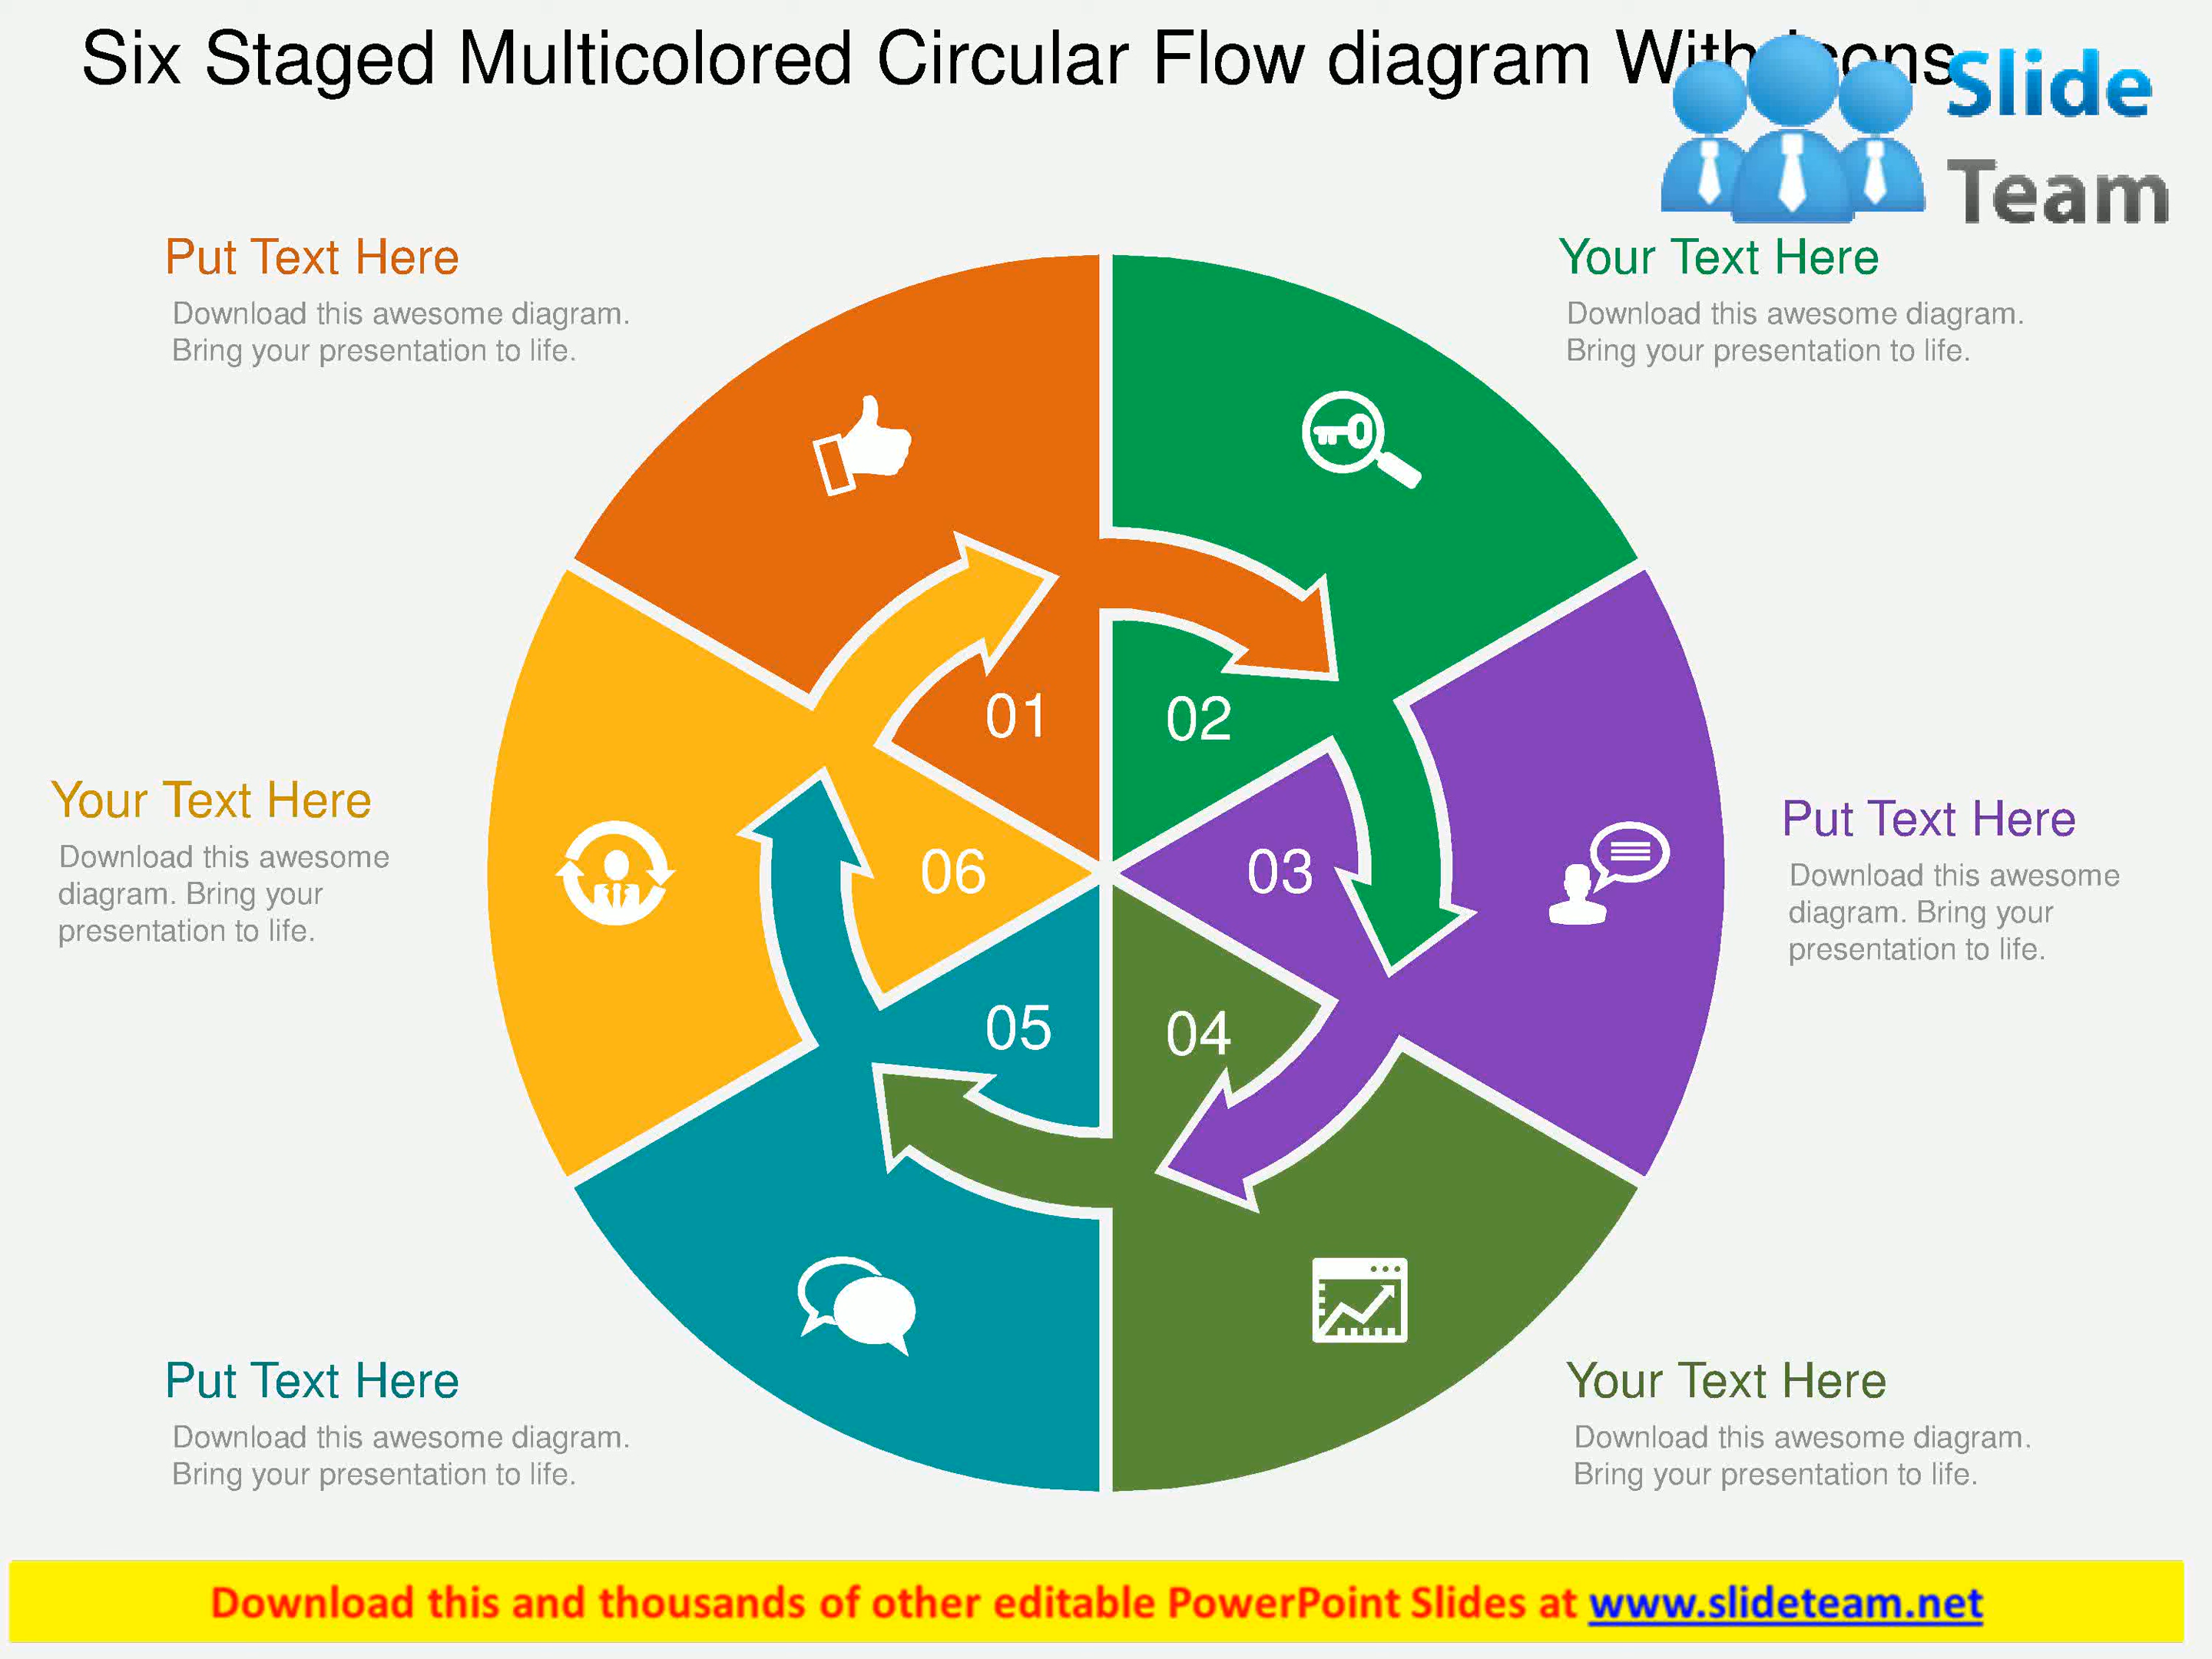 Six Staged Multicolored Circular Flow diagram With Icons
Slide
Team
Put Text Here
Download this awesome diagram.
Bring your presentation to life.
Your Text Here
Download this awesome diagram.
Bring your presentation to life.
01
02
Your Text Here
Download this awesome
diagram. Bring your
presentation to life.
06
03
Put Text Here
Download this awesome
diagram. Bring your
presentation to life.
05
04
Put Text Here
Download this awesome diagram.
Bring your presentation to life.
Your Text Here
Download this awesome diagram.
Bring your presentation to life.
Download this and thousands of other editable PowerPoint Slides at www.slideteam.net